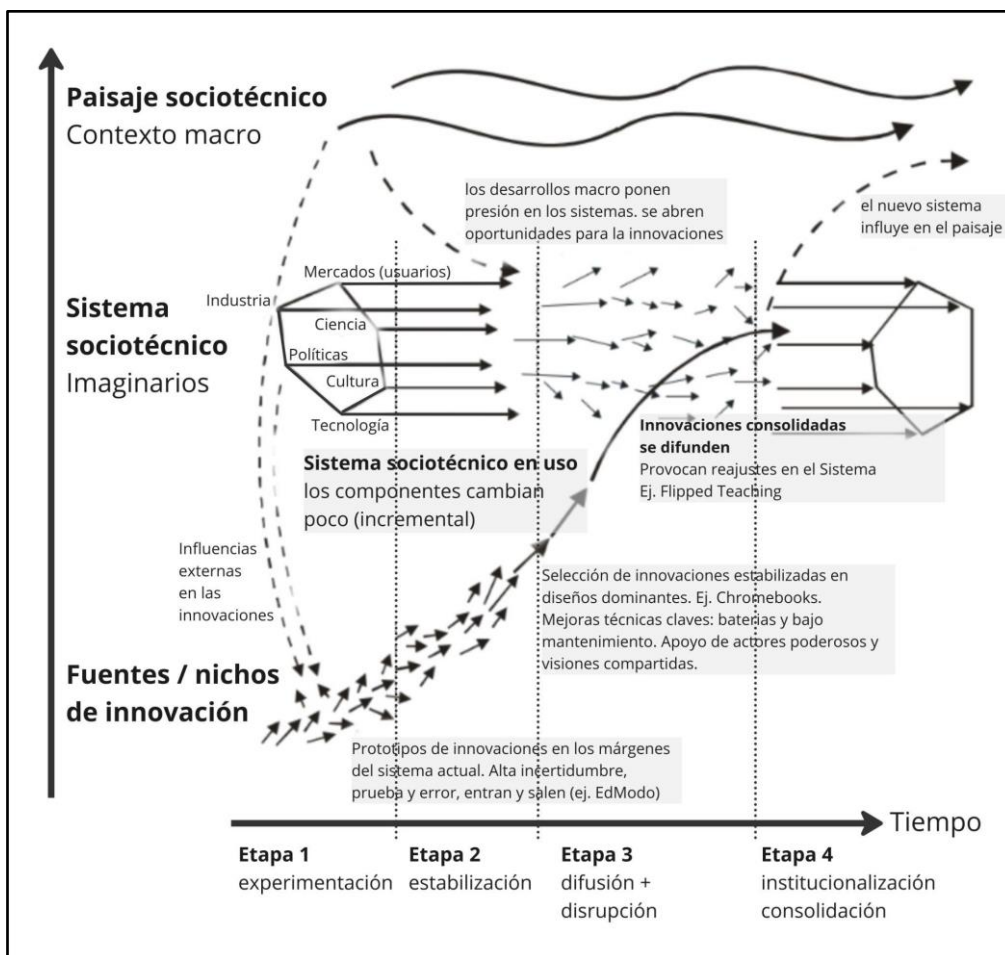 Paisaje sociotécnico
Contexto macro
los desarrollos macro ponen
presión en los sistemas. se abren
oportunidades para la innovaciones
el nuevo sistema
influye en el paisaje
Mercados (usuarios)
Industria
Ciencia
Políticas
Cultura
Tecnología
Sistema
sociotécnico
Imaginarios
Innovaciones consolidadas
se difunden
Provocan reajustes en el Sistema
Ej. Flipped Teaching
Sistema sociotécnico en uso
los componentes cambian
poco (incremental)
Influencias
externas
en las
innovaciones
Selección de innovaciones estabilizadas en
diseños dominantes. Ej. Chromebooks.
Mejoras técnicas claves: baterias y bajo
mantenimiento. Apoyo de actores poderosos y
visiones compartidas.
Fuentes / nichos
de innovación
Prototipos de innovaciones en los márgenes
del sistema actual. Alta incertidumbre,
prueba y error, entran y salen (ej. EdModo)
Tiempo
Etapa 1
experimentación
Etapa 2
estabilización
Etapa 3
difusión +
disrupción
Etapa 4
institucionalización
consolidación